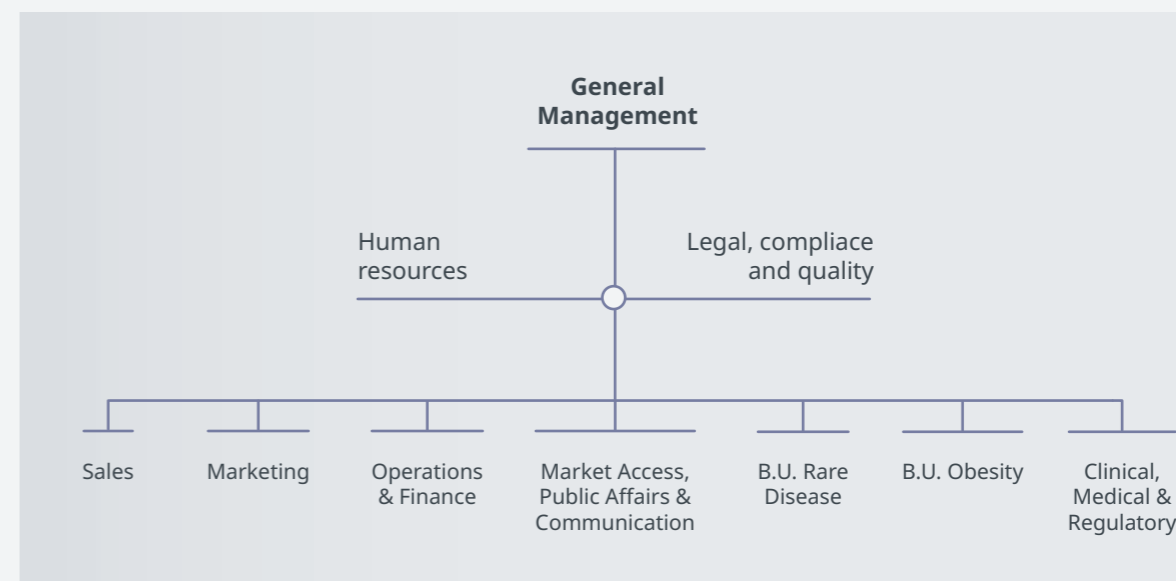 General
Management
Human
resources
Legal, compliace
and quality
Sales
Marketing
Operations
& Finance
Market Access,
Public Affairs &
Communication
B.U. Rare
Disease
B.U. Obesity
Clinical,
Medical &
Regulatory